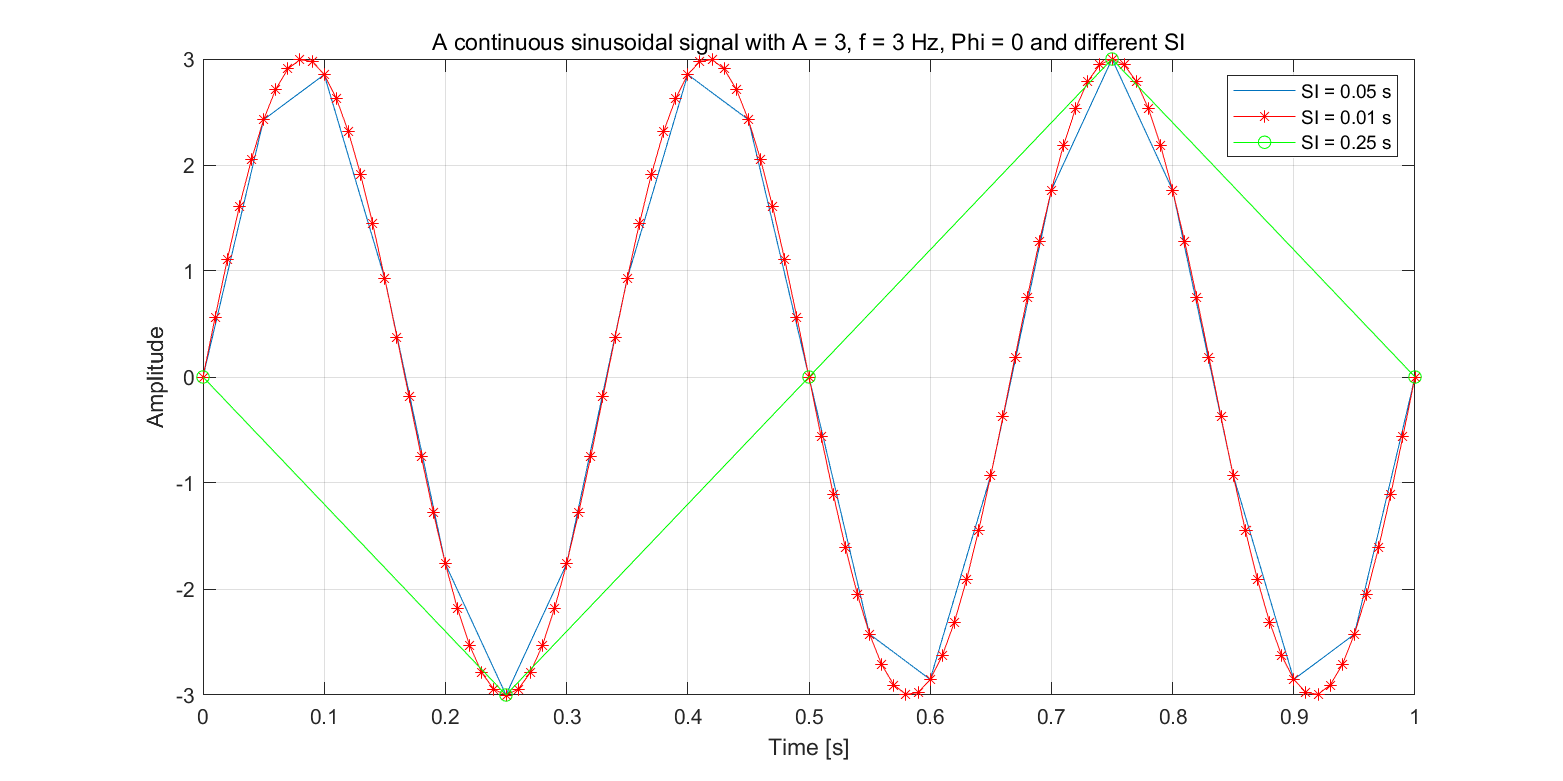 A continuous sinusoidal signal with A = 3, f = 3 Hz, Phi = 0 and different SI
SI = 0.05 s
SI = 0.01 s
SI = 0.25 s
3
2
1
0
-1
-2
-3
Amplitude
0 0.1 0.2 0.3 0.4 0.5 0.6 0.7 0.8 0.9 1
Time [s]